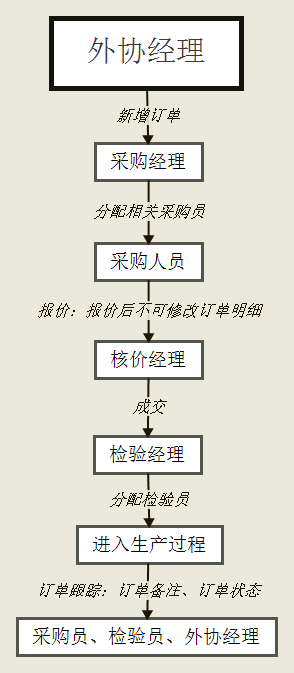 外协经理
新增订单
采购经理
分配相关采购员
采购人员
报价：报价后不可修改订单明细
核价经理
成交
检验经理
分配检验员
进入生产过程
订单跟踪：订单备注、订单状态
采购员、检验员、外协经理